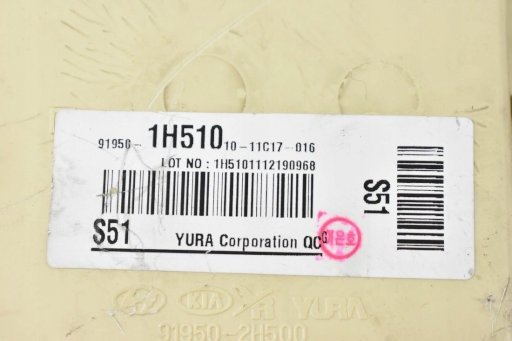 91950- 1H510 10-11C17-016
LOT NO : 1H5101112190968
S51
YURA Corporation QC
S51
KIA YURA
91950-2H500